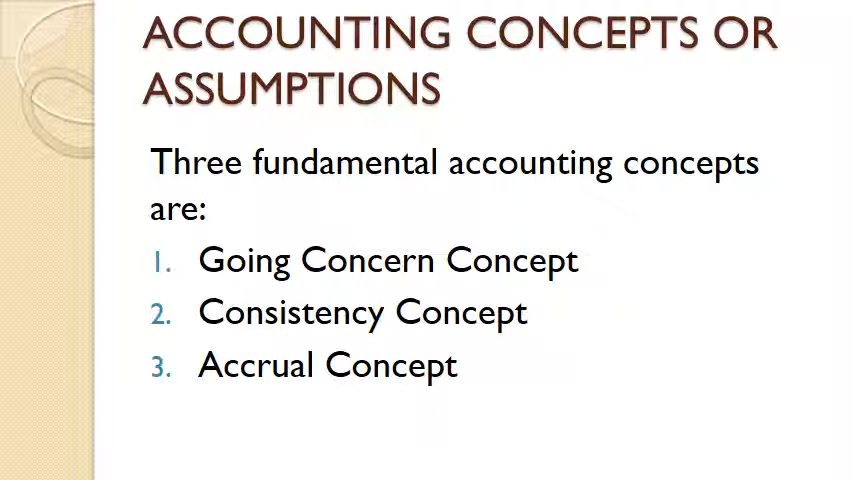 ACCOUNTING CONCEPTS OR
ASSUMPTIONS
Three fundamental accounting concepts
are:
1. Going Concern Concept
2. Consistency Concept
3. Accrual Concept